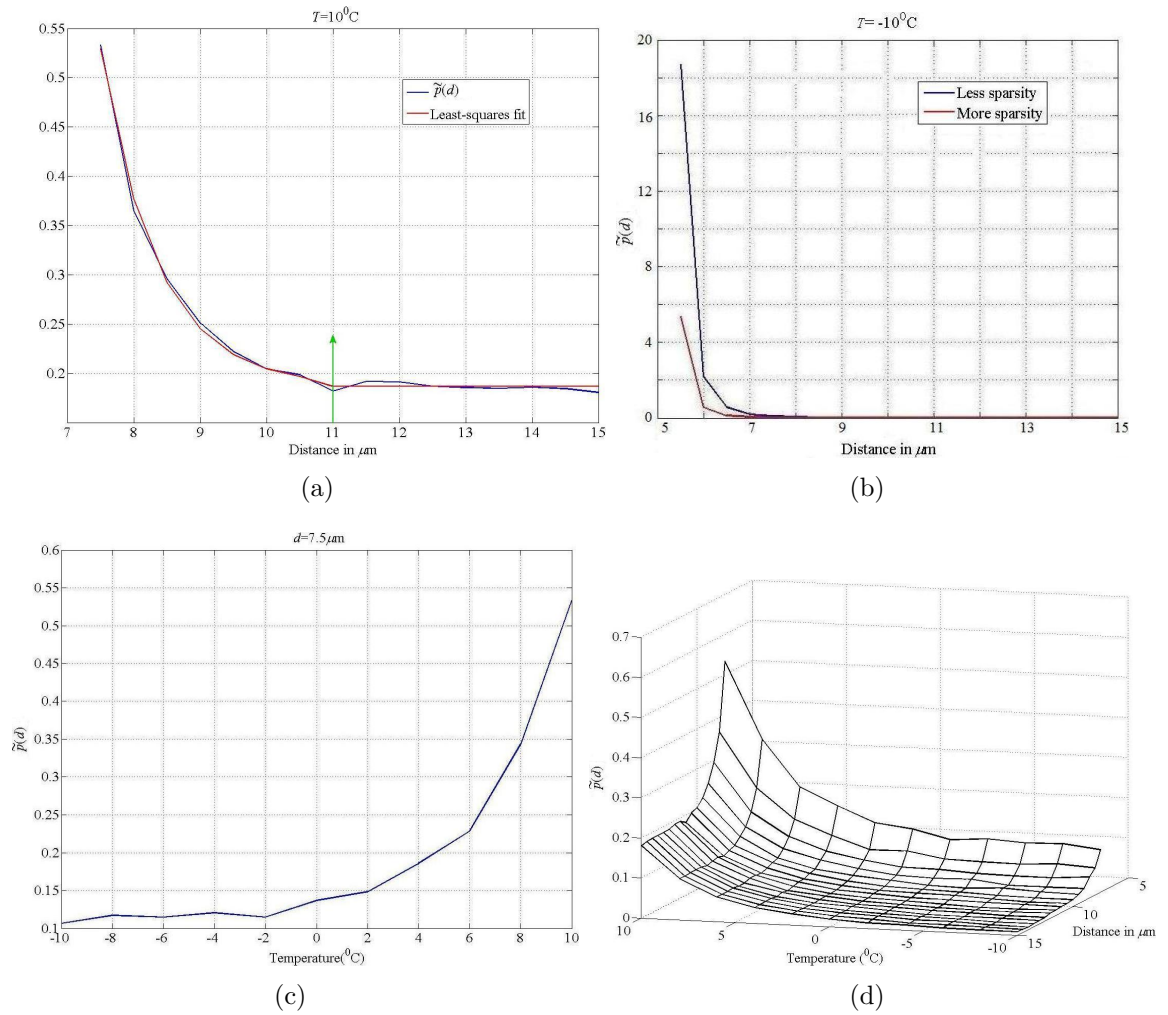 T=10⁰C
0.55
0.5
0.45
0.4
0.35
0.3
0.25
0.2
7 8 9 10 11 12 13 14 15
Distance in μm
p̃(d)
Least-squares fit
(a)
T= -10⁰C
20
16
12
8
4
0
5 7 9 11 13 15
p̃(d)
Distance in μm
Less sparsity
More sparsity
(b)
d=7.5μm
0.6
0.55
0.5
0.45
0.4
0.35
0.3
0.25
0.2
0.15
0.1
p̃(d)
-10 -8 -6 -4 -2 0 2 4 6 8 10
Temperature(⁰C)
(c)
0.7
0.6
0.5
0.4
0.3
0.2
0.1
0
p̃(d)
10 5 0 -5 -10
Temperature (⁰C)
15 10 5
Distance in μm
(d)